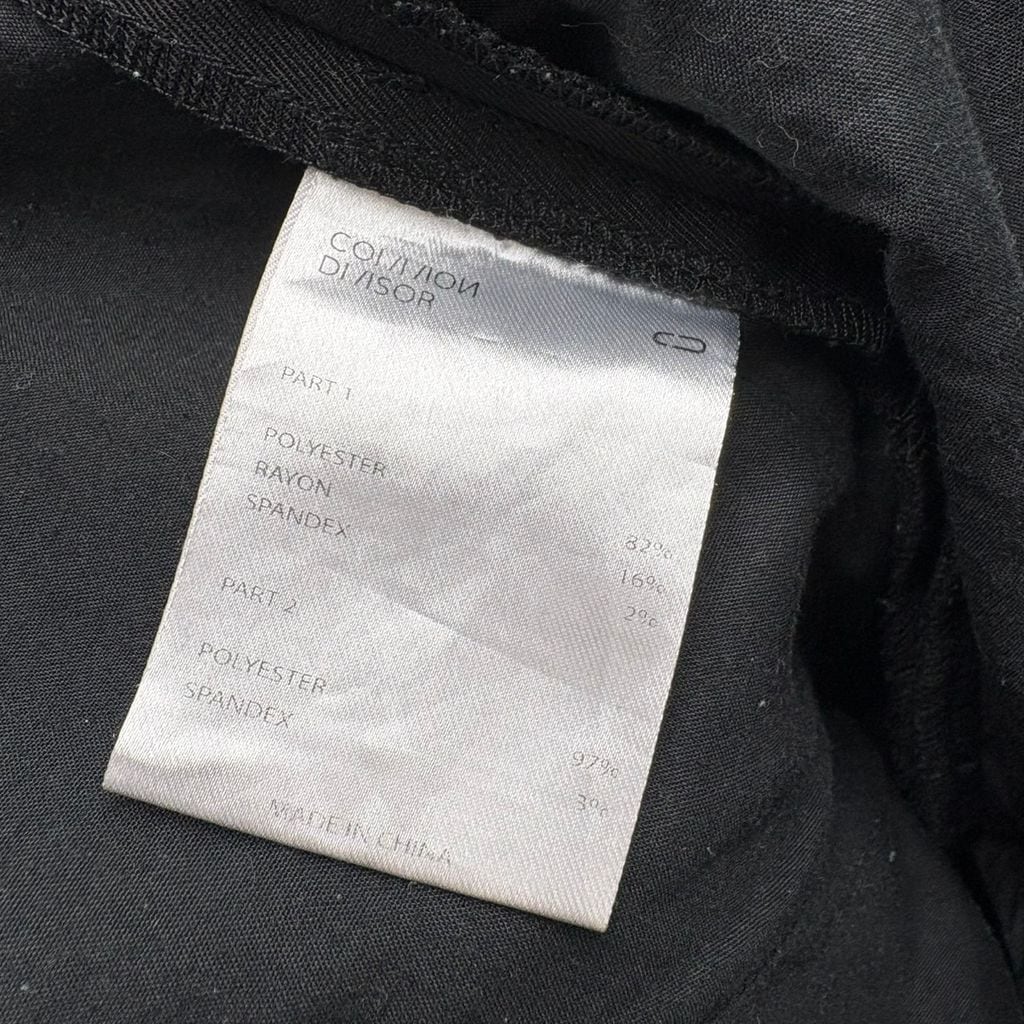 COMMON
DIVISOR
PART 1
POLYESTER 82%
RAYON 16%
SPANDEX 2%
PART 2
POLYESTER 97%
SPANDEX 3%
MADE IN CHINA